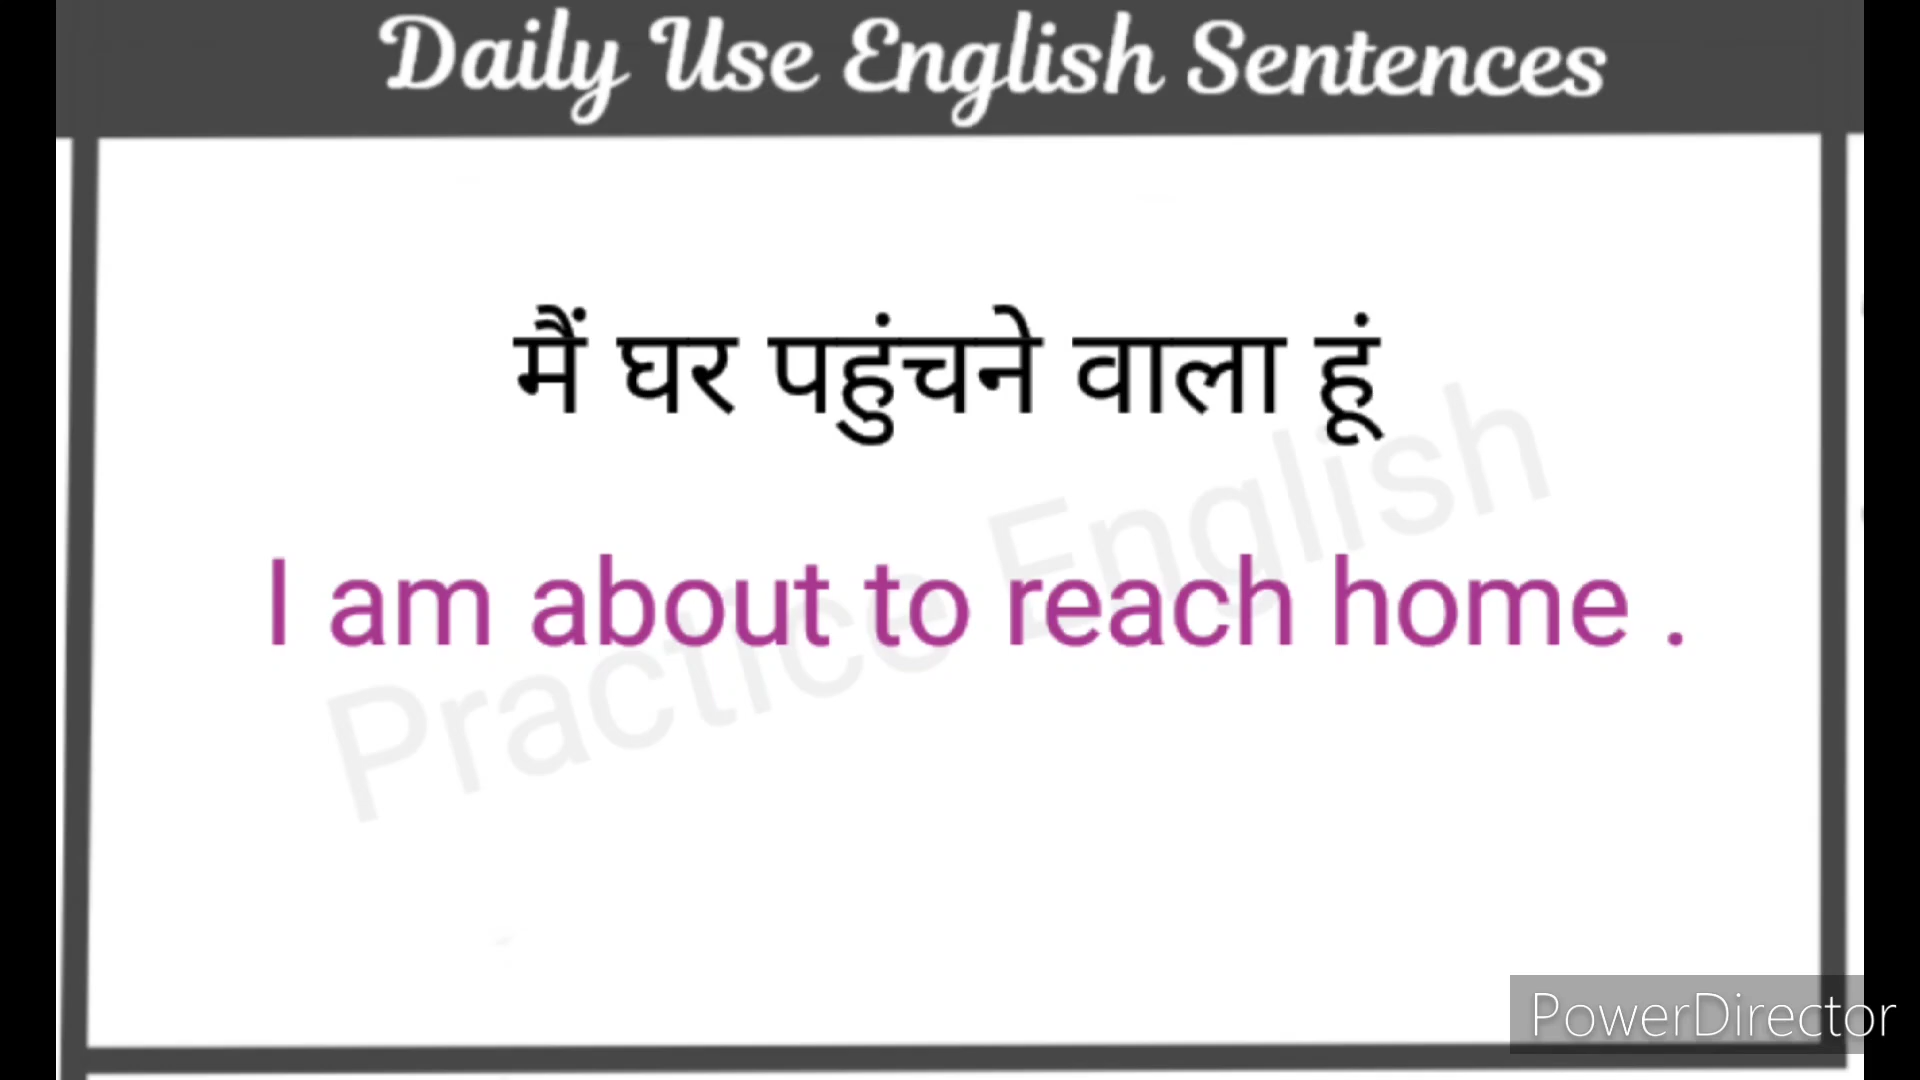 Daily Use English Sentences
मैं घर पहुंचने वाला हूं
I am about to reach home .
Practice English
PowerDirector